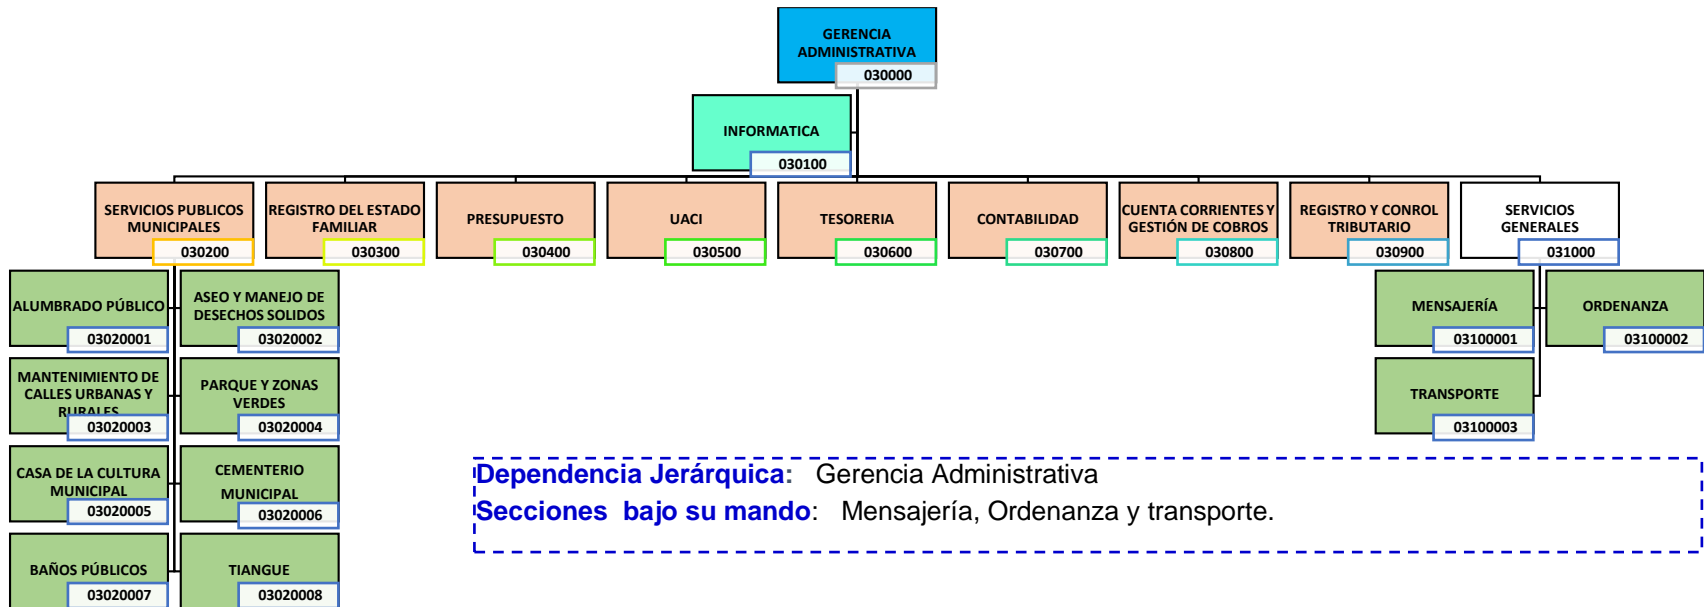 GERENCIA
ADMINISTRATIVA
030000
INFORMATICA
030100
SERVICIOS PUBLICOS
MUNICIPALES
030200
REGISTRO DEL ESTADO
FAMILIAR
030300
PRESUPUESTO
030400
UACI
030500
TESORERIA
030600
CONTABILIDAD
030700
CUENTA CORRIENTES Y
GESTIÓN DE COBROS
030800
REGISTRO Y CONROL
TRIBUTARIO
030900
SERVICIOS
GENERALES
031000
ALUMBRADO PÚBLICO
03020001
ASEO Y MANEJO DE
DESECHOS SOLIDOS
03020002
MANTENIMIENTO DE
CALLES URBANAS Y
RURALES
03020003
PARQUE Y ZONAS
VERDES
03020004
CASA DE LA CULTURA
MUNICIPAL
03020005
CEMENTERIO
MUNICIPAL
03020006
BAÑOS PÚBLICOS
03020007
TIANGUE
03020008
MENSAJERÍA
03100001
ORDENANZA
03100002
TRANSPORTE
03100003
Dependencia Jerárquica: Gerencia Administrativa
Secciones bajo su mando: Mensajería, Ordenanza y transporte.